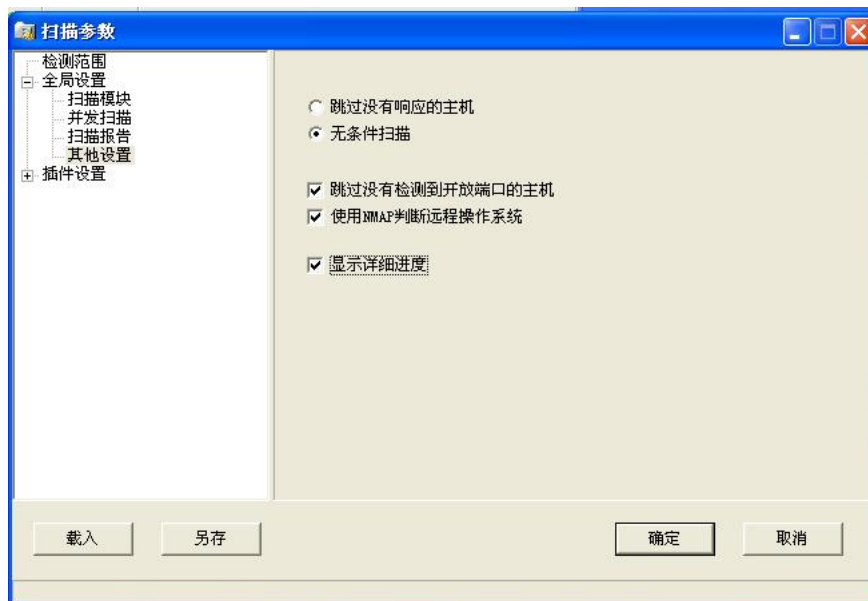 扫描参数
检测范围
全局设置
扫描模块
并发扫描
扫描报告
其他设置
插件设置
跳过没有响应的主机
无条件扫描
跳过没有检测到开放端口的主机
使用NMAP判断远程操作系统
显示详细进度
载入
另存
确定
取消